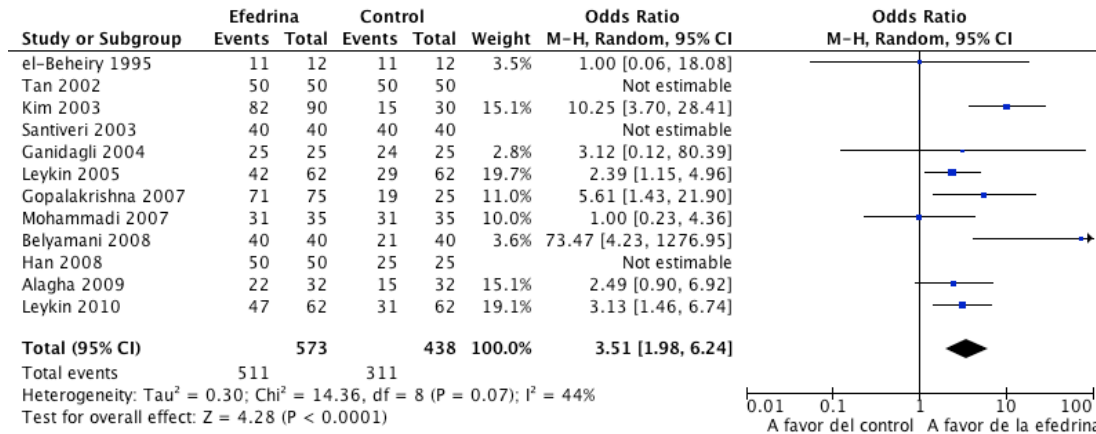 Efedrina Control Odds Ratio Odds Ratio
Study or Subgroup Events Total Events Total Weight M-H, Random, 95% CI M-H, Random, 95% CI
el-Beheiry 1995 11 12 11 12 3.5% 1.00 [0.06, 18.08]
Tan 2002 50 50 50 50 Not estimable
Kim 2003 82 90 15 30 15.1% 10.25 [3.70, 28.41]
Santiveri 2003 40 40 40 40 Not estimable
Ganidagli 2004 25 25 24 25 2.8% 3.12 [0.12, 80.39]
Leykin 2005 42 62 29 62 19.7% 2.39 [1.15, 4.96]
Gopalakrishna 2007 71 75 19 25 11.0% 5.61 [1.43, 21.90]
Mohammadi 2007 31 35 31 35 10.0% 1.00 [0.23, 4.36]
Belyamani 2008 40 40 21 40 3.6% 73.47 [4.23, 1276.95]
Han 2008 50 50 25 25 Not estimable
Alagha 2009 22 32 15 32 15.1% 2.49 [0.90, 6.92]
Leykin 2010 47 62 31 62 19.1% 3.13 [1.46, 6.74]
Total (95% CI) 573 438 100.0% 3.51 [1.98, 6.24]
Total events 511 311
Heterogeneity: Tau² = 0.30; Chi² = 14.36, df = 8 (P = 0.07); I² = 44%
Test for overall effect: Z = 4.28 (P < 0.0001)
0.01 0.1 1 10 100
A favor del control A favor de la efedrina